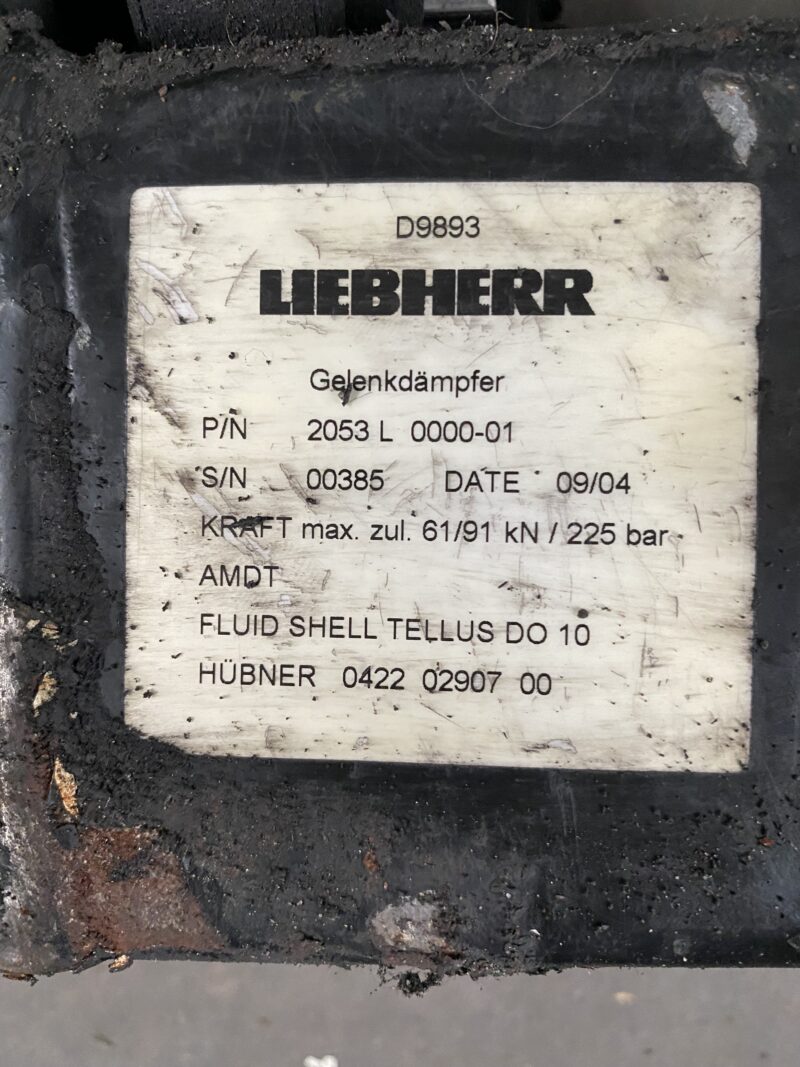 D9893
LIEBHERR
Gelenkdämpfer
P/N 2053 L 0000-01
S/N 00385 DATE 09/04
KRAFT max. zul. 61/91 kN / 225 bar
AMDT
FLUID SHELL TELLUS DO 10
HÜBNER 0422 02907 00